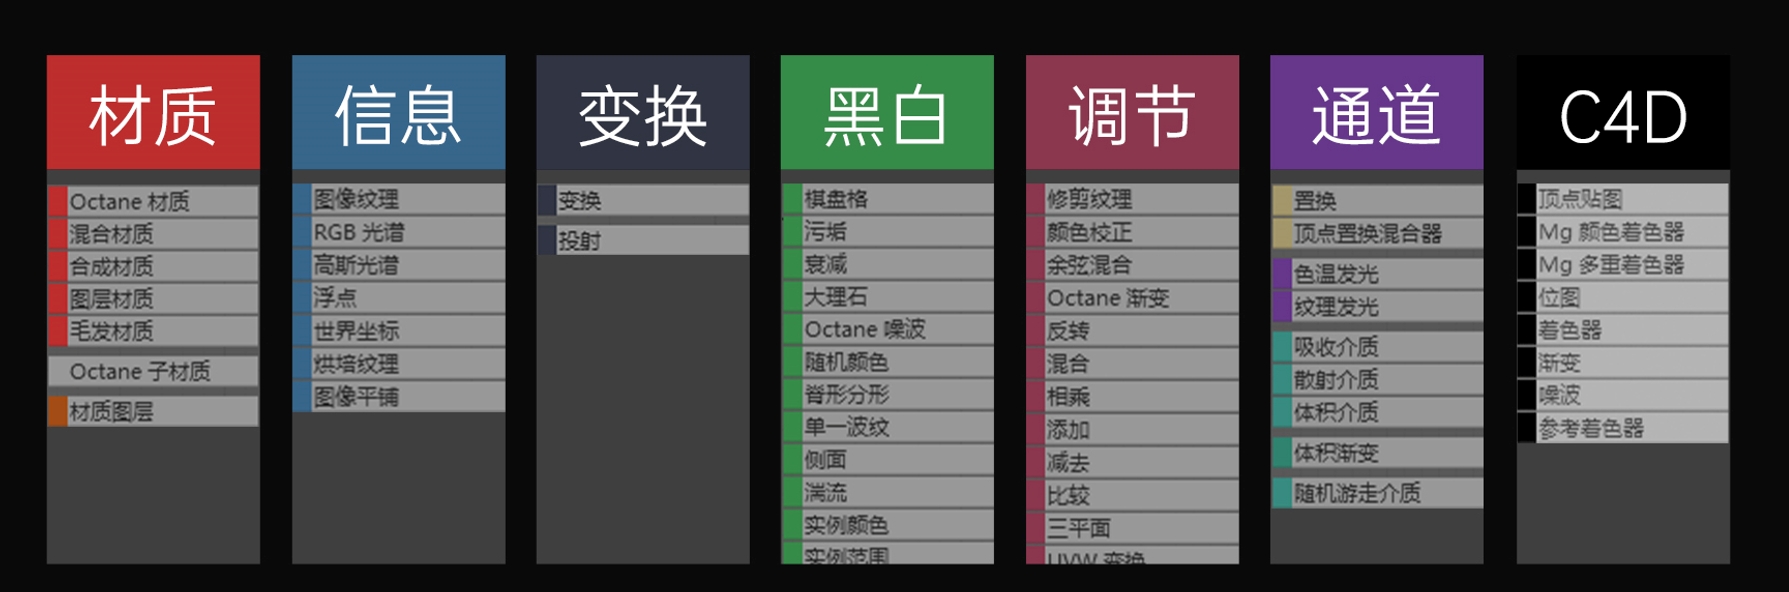 材质
Octane 材质
混合材质
合成材质
图层材质
毛发材质
Octane 子材质
材质图层
信息
图像纹理
RGB 光谱
高斯光谱
浮点
世界坐标
烘培纹理
图像平铺
变换
变换
投射
黑白
棋盘格
污垢
衰减
大理石
Octane 噪波
随机颜色
脊形分形
单一波纹
侧面
湍流
实例颜色
实例范围
调节
修剪纹理
颜色校正
余弦混合
Octane 渐变
反转
混合
相乘
添加
减去
比较
三平面
UVW 变换
通道
置换
顶点置换混合器
色温发光
纹理发光
吸收介质
散射介质
体积介质
体积渐变
随机游走介质
C4D
顶点贴图
Mg 颜色着色器
Mg 多重着色器
位图
着色器
渐变
噪波
参考着色器